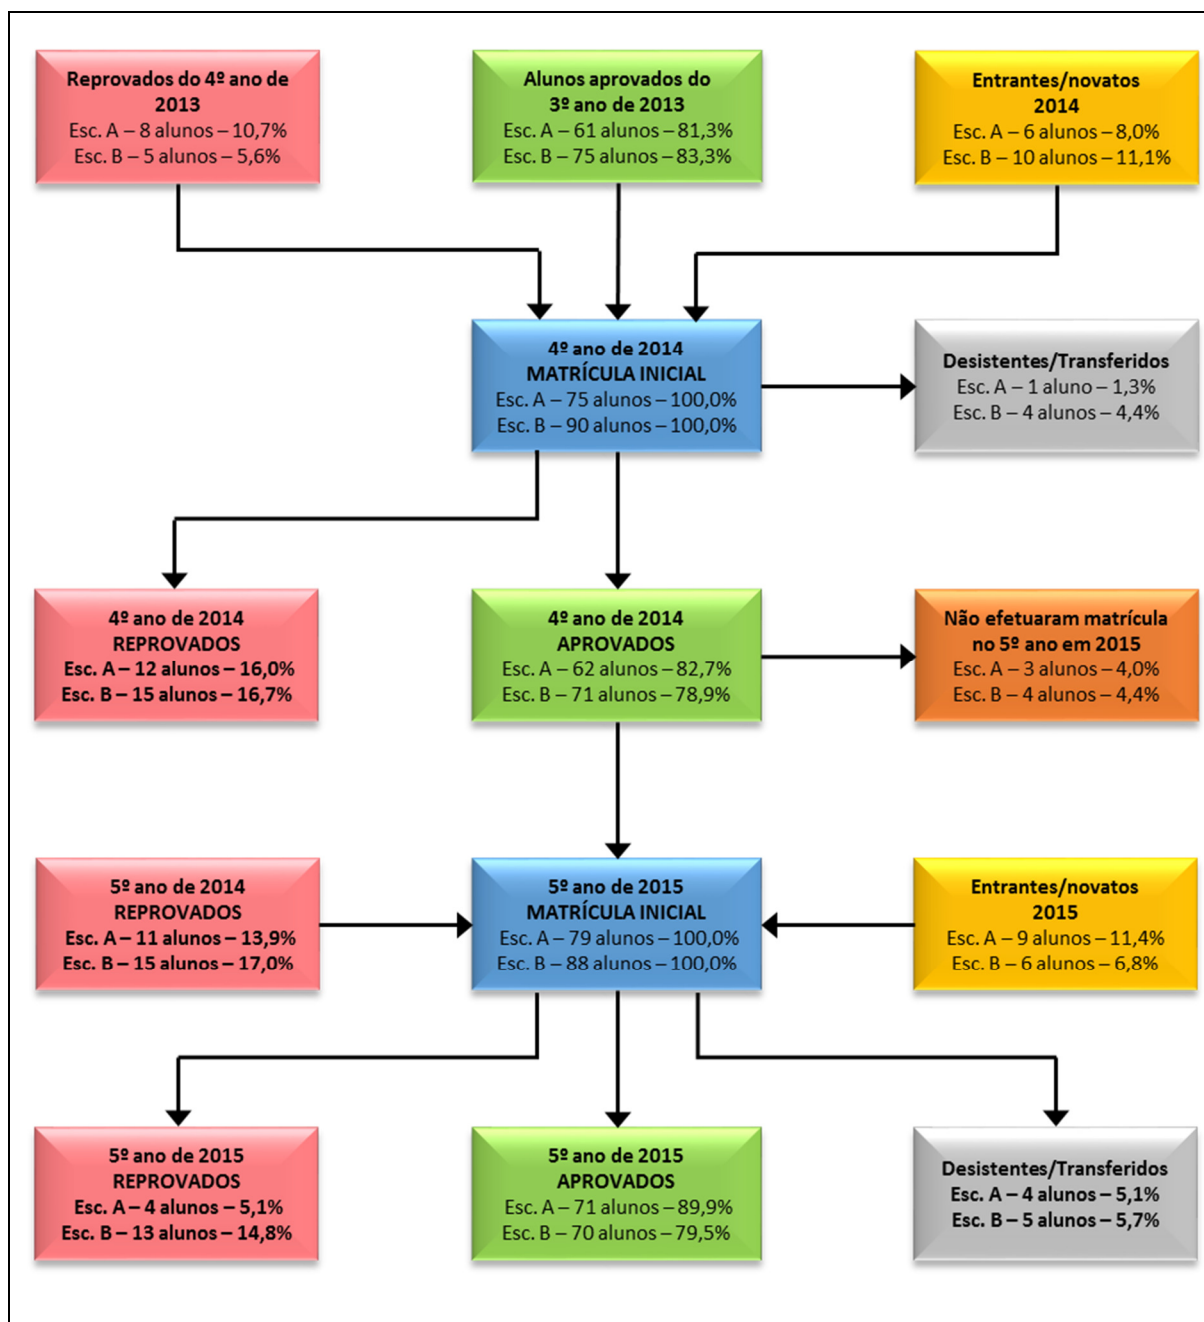 Reprovados do 4º ano de
2013
Esc. A – 8 alunos – 10,7%
Esc. B – 5 alunos – 5,6%
Alunos aprovados do
3º ano de 2013
Esc. A – 61 alunos – 81,3%
Esc. B – 75 alunos – 83,3%
Entrantes/novatos
2014
Esc. A – 6 alunos – 8,0%
Esc. B – 10 alunos – 11,1%
4º ano de 2014
MATRÍCULA INICIAL
Esc. A – 75 alunos – 100,0%
Esc. B – 90 alunos – 100,0%
Desistentes/Transferidos
Esc. A – 1 aluno – 1,3%
Esc. B – 4 alunos – 4,4%
4º ano de 2014
REPROVADOS
Esc. A – 12 alunos – 16,0%
Esc. B – 15 alunos – 16,7%
4º ano de 2014
APROVADOS
Esc. A – 62 alunos – 82,7%
Esc. B – 71 alunos – 78,9%
Não efetuaram matrícula
no 5º ano em 2015
Esc. A – 3 alunos – 4,0%
Esc. B – 4 alunos – 4,4%
5º ano de 2014
REPROVADOS
Esc. A – 11 alunos – 13,9%
Esc. B – 15 alunos – 17,0%
5º ano de 2015
MATRÍCULA INICIAL
Esc. A – 79 alunos – 100,0%
Esc. B – 88 alunos – 100,0%
Entrantes/novatos
2015
Esc. A – 9 alunos – 11,4%
Esc. B – 6 alunos – 6,8%
5º ano de 2015
REPROVADOS
Esc. A – 4 alunos – 5,1%
Esc. B – 13 alunos – 14,8%
5º ano de 2015
APROVADOS
Esc. A – 71 alunos – 89,9%
Esc. B – 70 alunos – 79,5%
Desistentes/Transferidos
Esc. A – 4 alunos – 5,1%
Esc. B – 5 alunos – 5,7%